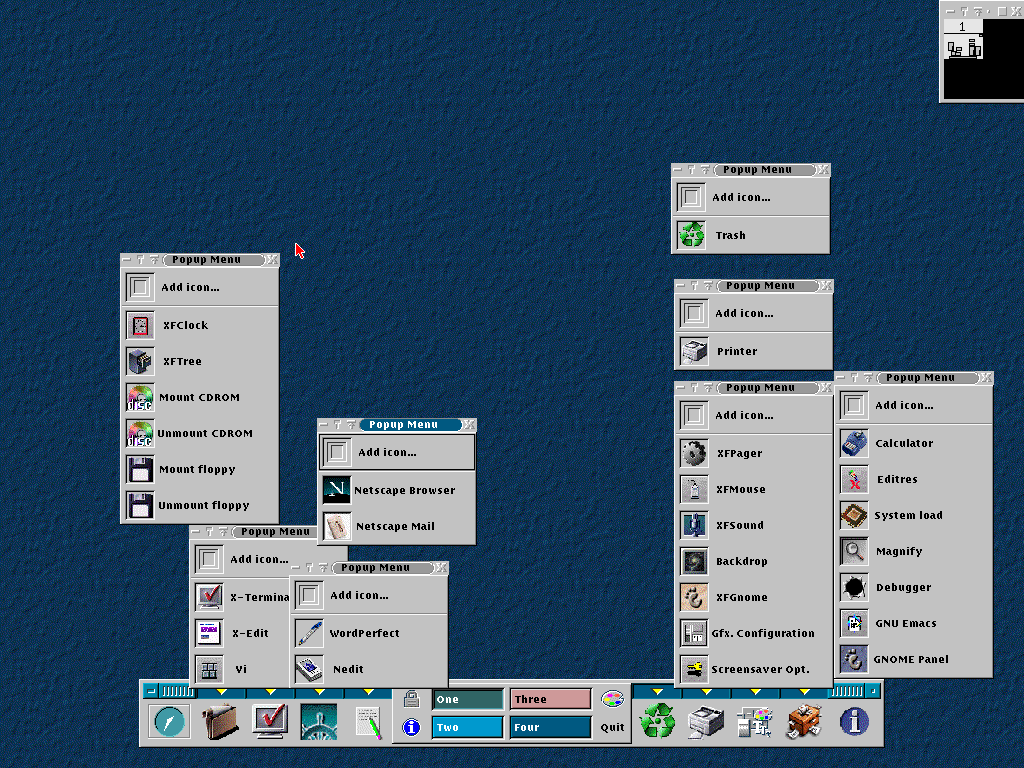 1
Popup Menu
Add icon...
Trash
Popup Menu
Add icon...
XFClock
XFTree
Mount CDROM
Unmount CDROM
Mount floppy
Unmount floppy
Popup Menu
Add icon...
Printer
Popup Menu
Add icon...
XFPager
XFMouse
XFSound
Backdrop
XFGnome
Gfx. Configuration
Screensaver Opt.
Popup Menu
Add icon...
Calculator
Editres
System load
Magnify
Debugger
GNU Emacs
GNOME Panel
Popup Menu
Add icon...
Netscape Browser
Netscape Mail
Popup Menu
Add icon...
X-Termina
X-Edit
Vi
Popup Menu
Add icon...
WordPerfect
Nedit
One
Three
Two
Four
Quit